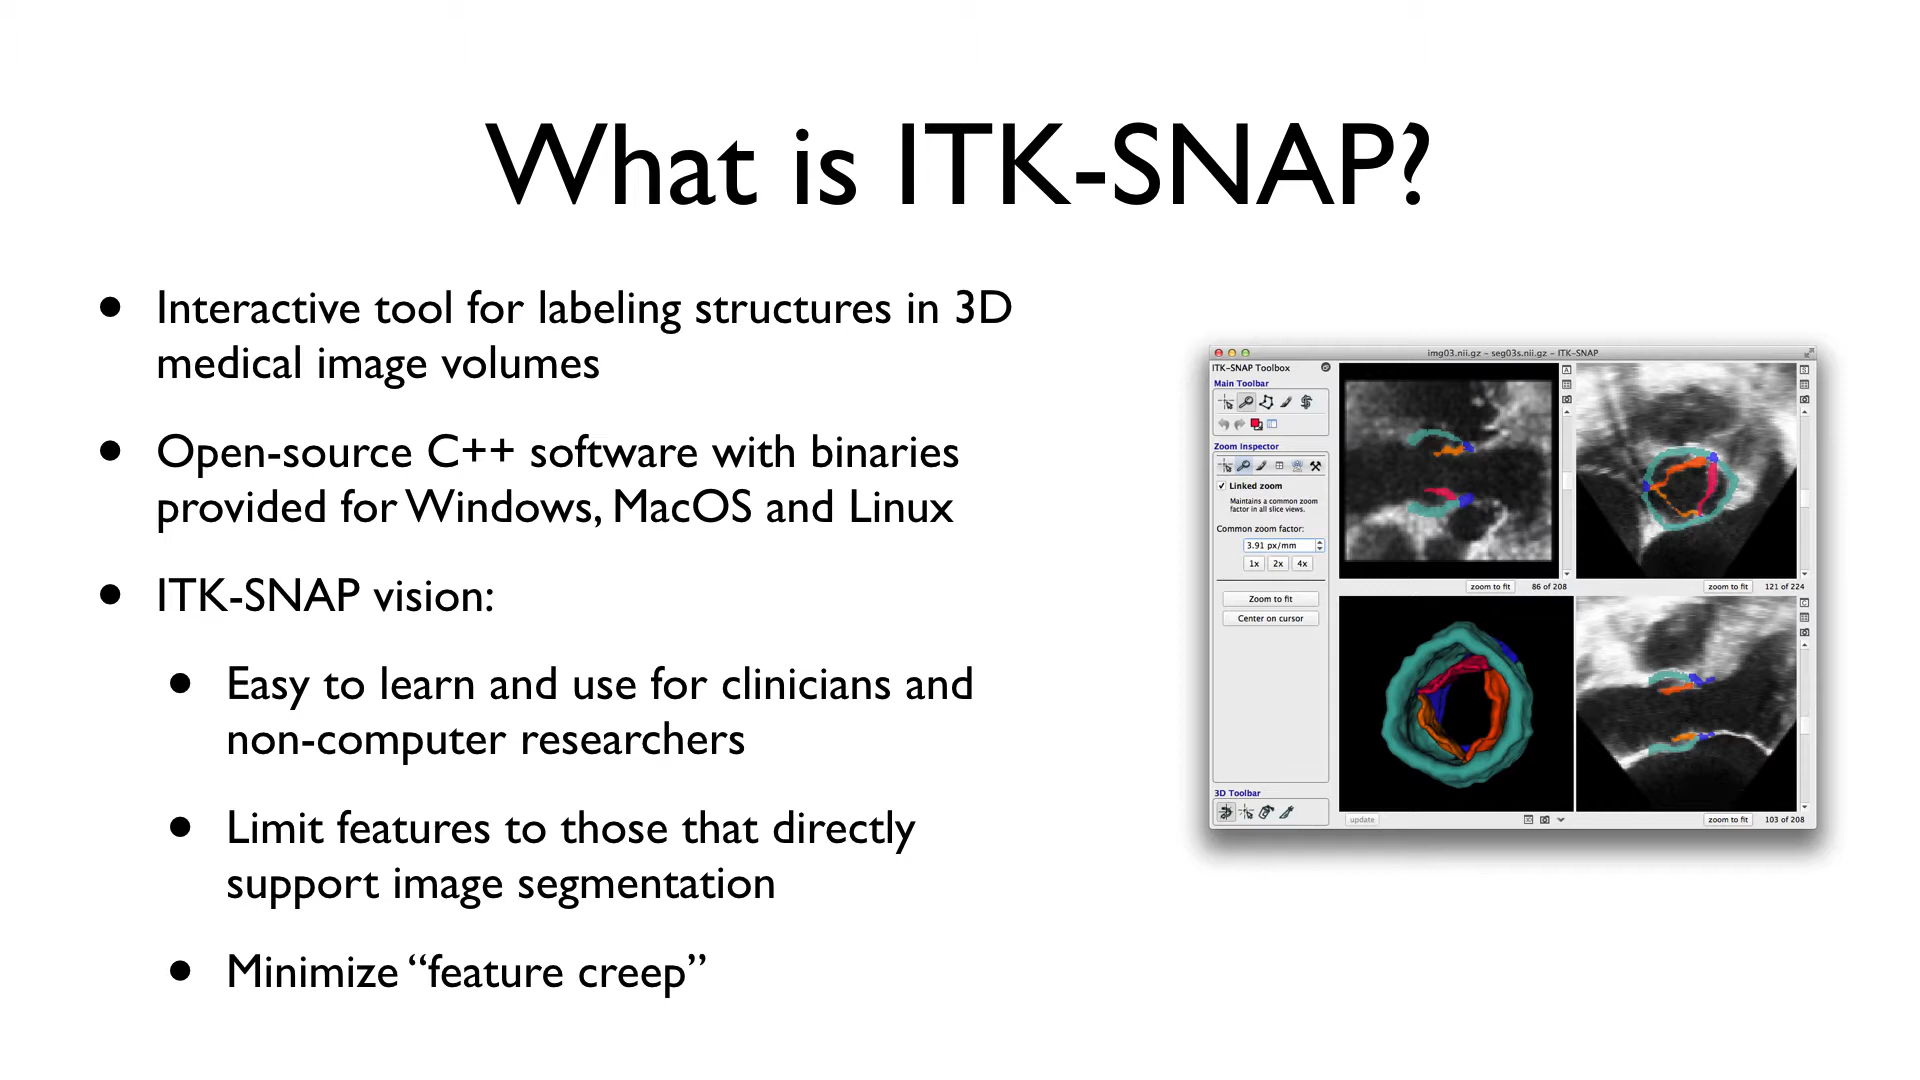 What is ITK-SNAP?
• Interactive tool for labeling structures in 3D
medical image volumes
• Open-source C++ software with binaries
provided for Windows, MacOS and Linux
• ITK-SNAP vision:
• Easy to learn and use for clinicians and
non-computer researchers
• Limit features to those that directly
support image segmentation
• Minimize “feature creep”
img03.nii.gz - seg03s.nii.gz - ITK-SNAP
ITK-SNAP Toolbox
Main Toolbar
Zoom Inspector
Linked zoom
Maintains a common zoom
factor in all slice views.
Common zoom factor:
3.91 px/mm
1x 2x 4x
Zoom to fit
Center on cursor
3D Toolbar
A
zoom to fit 86 of 208
S
zoom to fit 121 of 224
update
C
zoom to fit 103 of 208